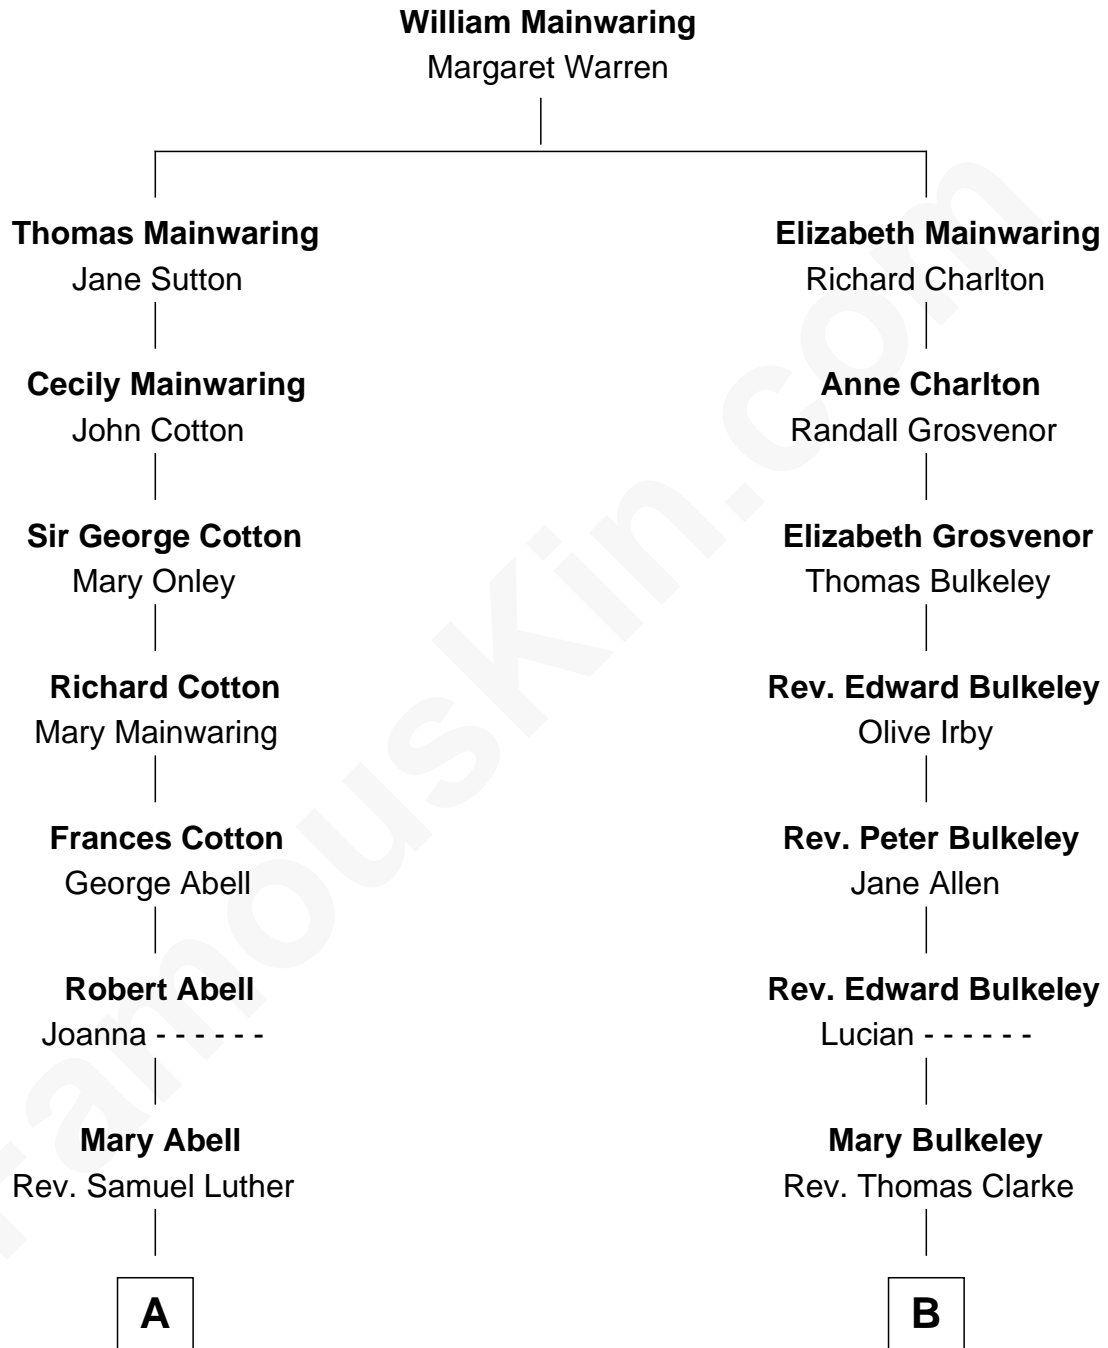 William Mainwaring
Margaret Warren
Thomas Mainwaring
Jane Sutton
Elizabeth Mainwaring
Richard Charlton
Cecily Mainwaring
John Cotton
Anne Charlton
Randall Grosvenor
Sir George Cotton
Mary Onley
Elizabeth Grosvenor
Thomas Bulkeley
Richard Cotton
Mary Mainwaring
Rev. Edward Bulkeley
Olive Irby
Frances Cotton
George Abell
Rev. Peter Bulkeley
Jane Allen
Robert Abell
Joanna - - - - - -
Rev. Edward Bulkeley
Lucian - - - - - -
Mary Abell
Rev. Samuel Luther
Mary Bulkeley
Rev. Thomas Clarke
A
B
FamousKin.com